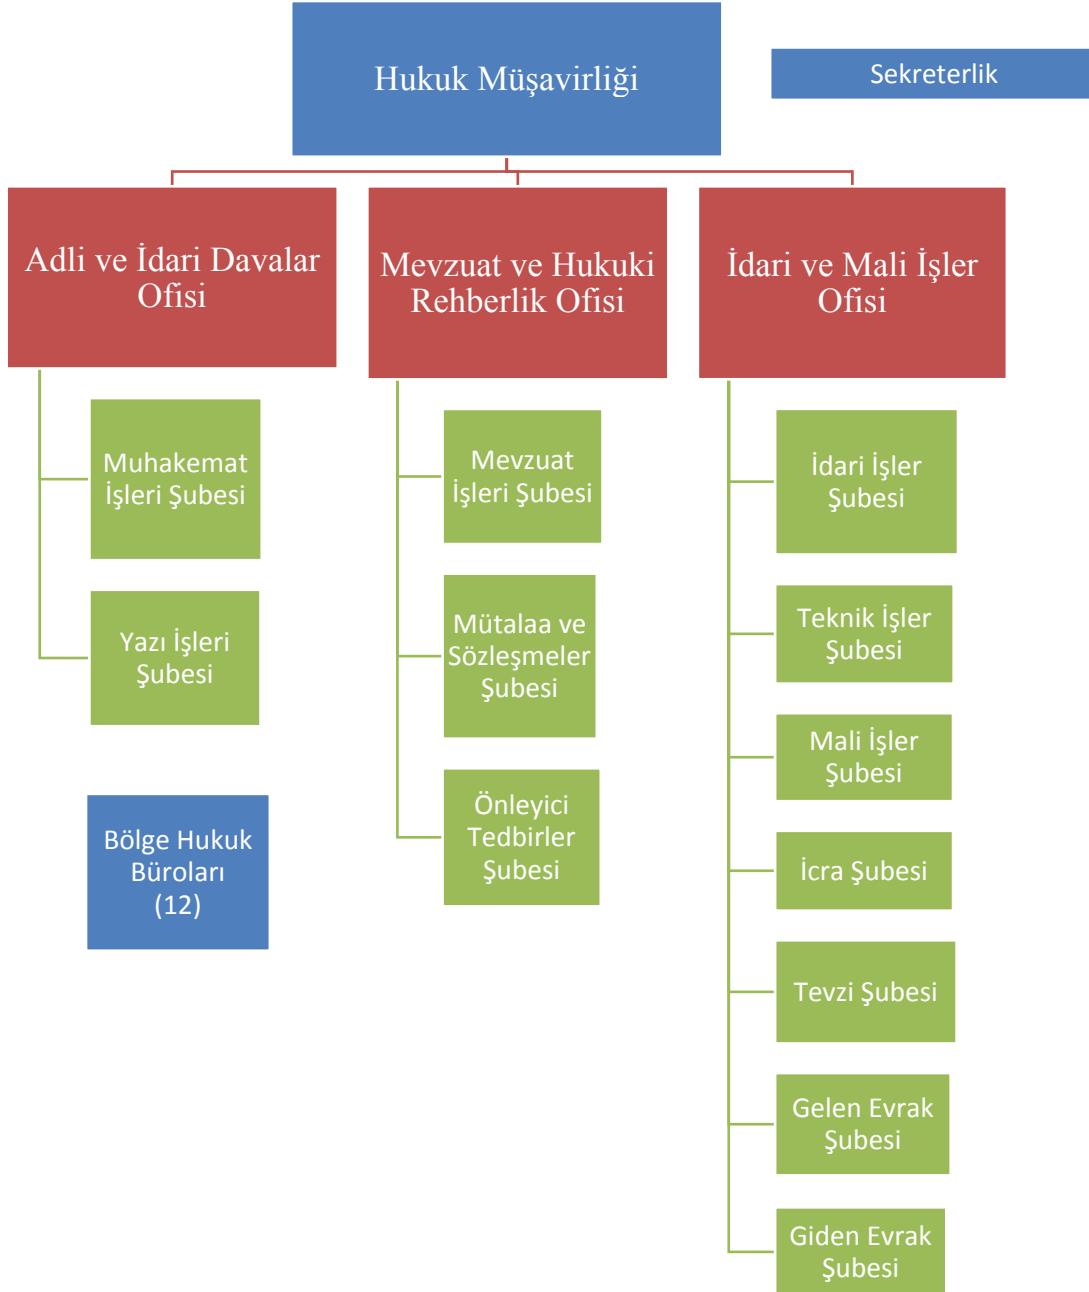 Hukuk Müşavirliği
Sekreterlik
Adli ve İdari Davalar
Ofisi
Mevzuat ve Hukuki
Rehberlik Ofisi
İdari ve Mali İşler
Ofisi
Muhakemat
İşleri Şubesi
Yazı İşleri
Şubesi
Bölge Hukuk
Büroları
(12)
Mevzuat
İşleri Şubesi
Mütalaa ve
Sözleşmeler
Şubesi
Önleyici
Tedbirler
Şubesi
İdari İşler
Şubesi
Teknik İşler
Şubesi
Mali İşler
Şubesi
İcra Şubesi
Tevzi Şubesi
Gelen Evrak
Şubesi
Giden Evrak
Şubesi